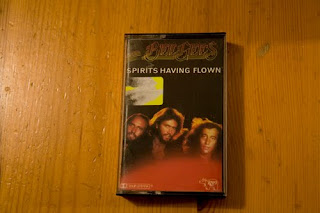 BEE GEES
SPIRITS HAVING FLOWN